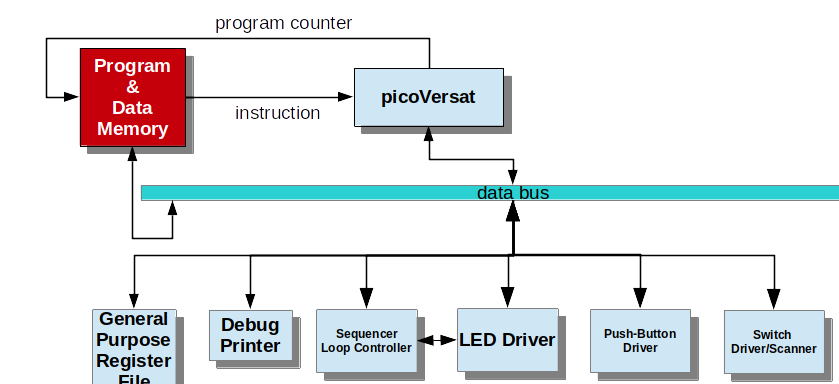 program counter
Program
&
Data
Memory
picoVersat
instruction
data bus
General
Purpose
Register
File
Debug
Printer
Sequencer
Loop Controller
LED Driver
Push-Button
Driver
Switch
Driver/Scanner